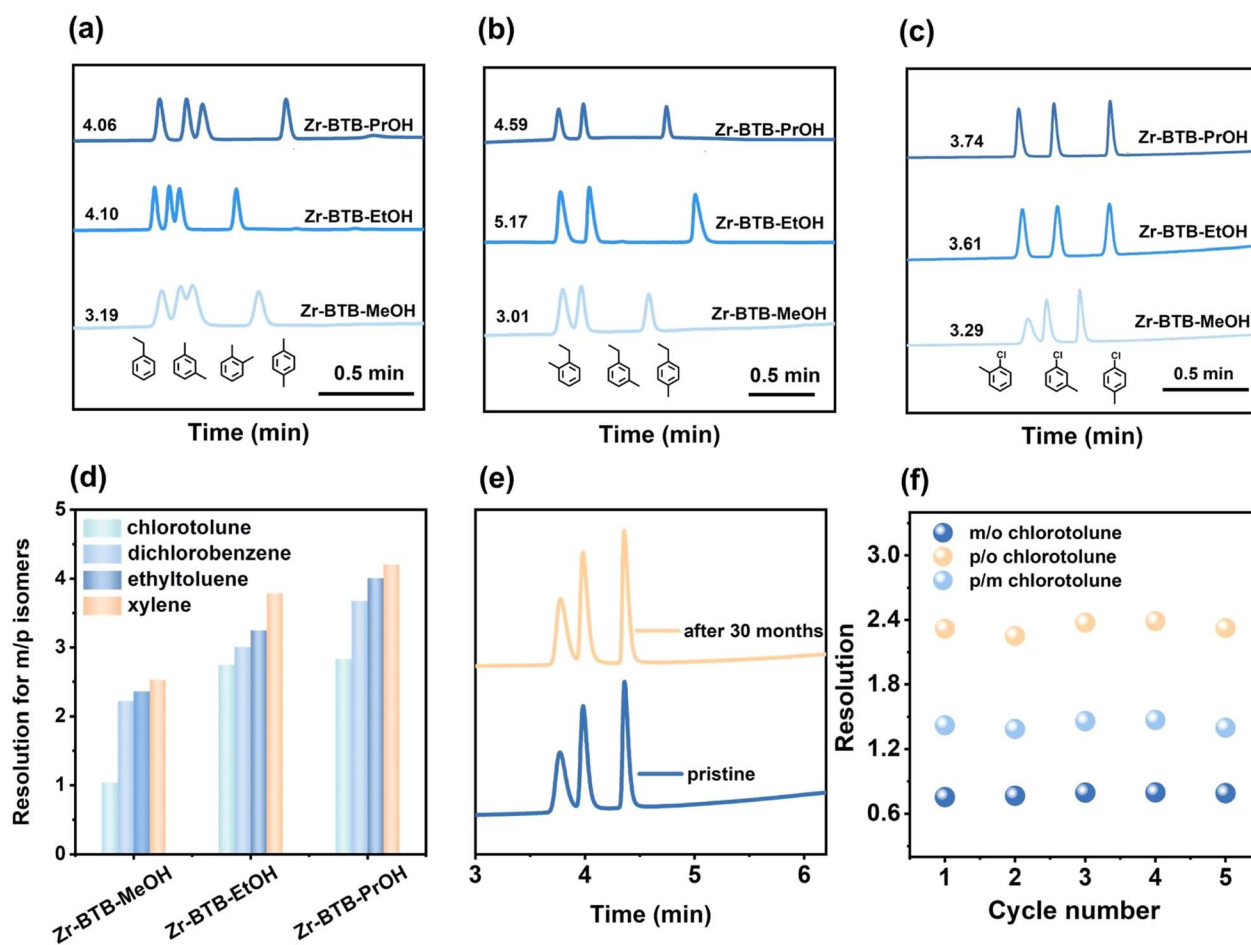 (a)
4.06
Zr-BTB-PrOH
4.10
Zr-BTB-EtOH
3.19
Zr-BTB-MeOH
0.5 min
Time (min)
(b)
4.59
Zr-BTB-PrOH
5.17
Zr-BTB-EtOH
3.01
Zr-BTB-MeOH
0.5 min
Time (min)
(c)
3.74
Zr-BTB-PrOH
3.61
Zr-BTB-EtOH
3.29
Zr-BTB-MeOH
Cl
Cl
Cl
0.5 min
Time (min)
(d)
Resolution for m/p isomers
5
4
3
2
1
0
chlorotolune
dichlorobenzene
ethyltoluene
xylene
Zr-BTB-MeOH
Zr-BTB-EtOH
Zr-BTB-PrOH
(e)
after 30 months
pristine
3 4 5 6
Time (min)
(f)
Resolution
3.0
2.4
1.8
1.2
0.6
m/o chlorotolune
p/o chlorotolune
p/m chlorotolune
1 2 3 4 5
Cycle number